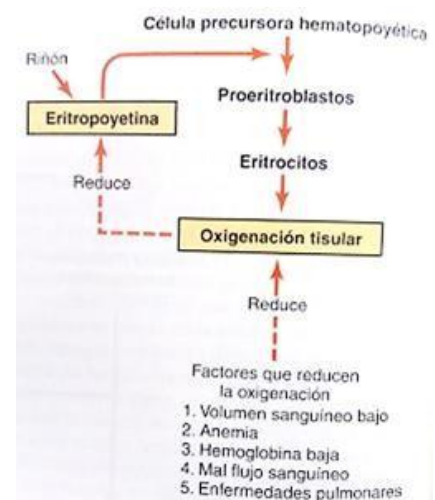 Célula precursora hematopoyética
Riñón
Proeritroblastos
Eritropoyetina
Eritrocitos
Reduce
Oxigenación tisular
Reduce
Factores que reducen
la oxigenación
1. Volumen sanguíneo bajo
2. Anemia
3. Hemoglobina baja
4. Mal flujo sanguíneo
5. Enfermedades pulmonares